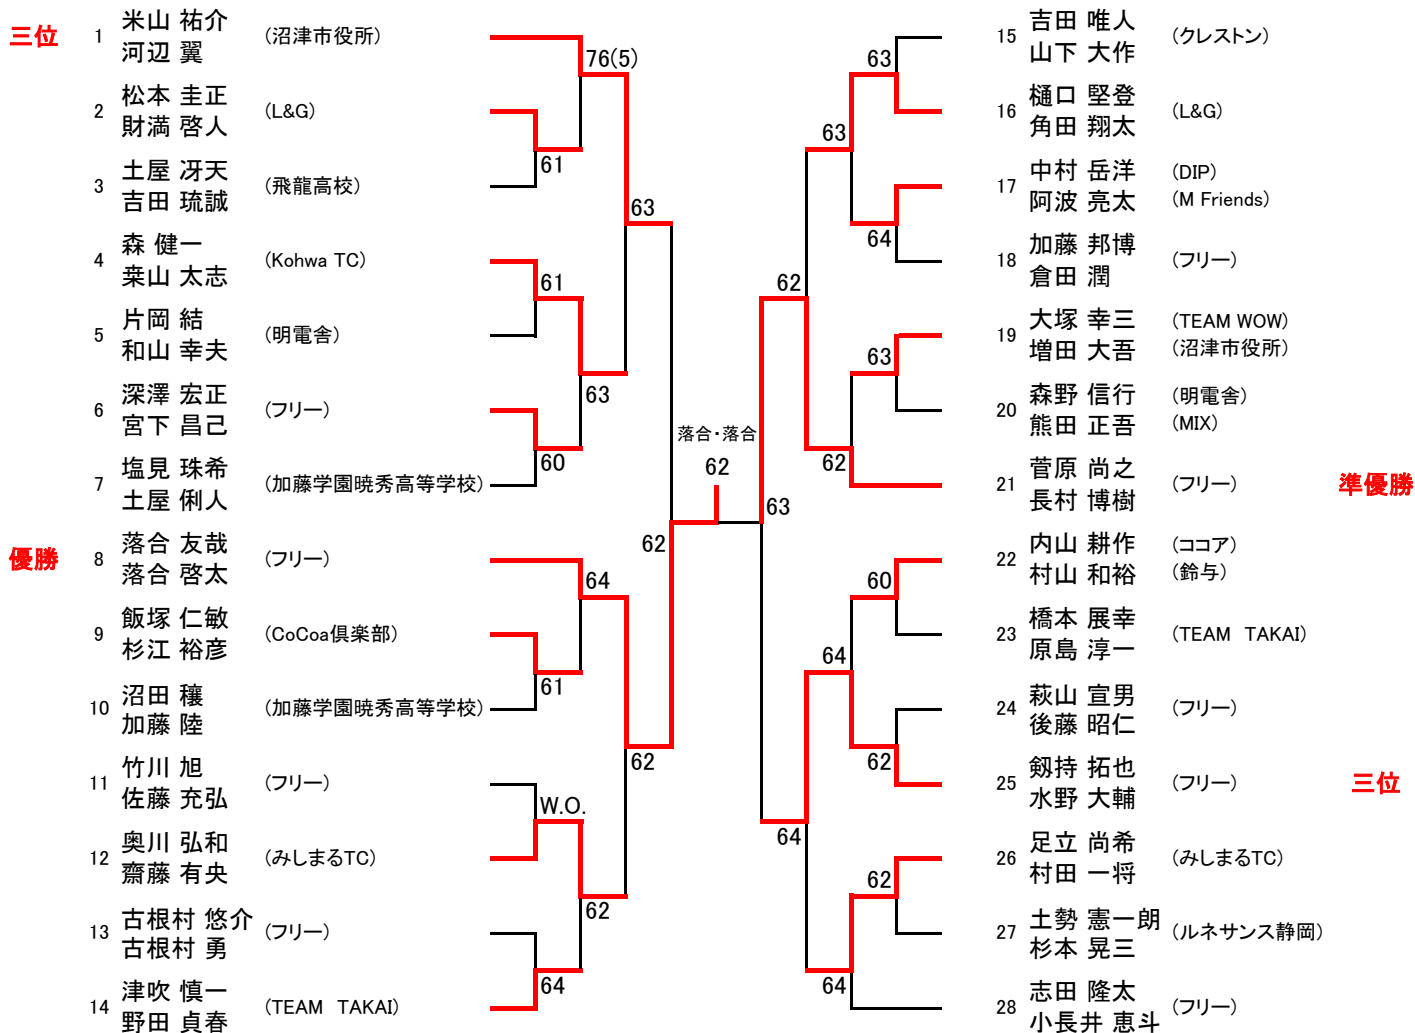 三位
1
米山 祐介
河辺 翼
(沼津市役所)
2
松本 圭正
財満 啓人
(L&G)
3
土屋 冴天
吉田 琉誠
(飛龍高校)
4
森 健一
桒山 太志
(Kohwa TC)
5
片岡 結
和山 幸夫
(明電舎)
6
深澤 宏正
宮下 昌己
(フリー)
7
塩見 珠希
土屋 俐人
(加藤学園暁秀高等学校)
優勝
8
落合 友哉
落合 啓太
(フリー)
9
飯塚 仁敏
杉江 裕彦
(CoCoa倶楽部)
10
沼田 穣
加藤 陸
(加藤学園暁秀高等学校)
11
竹川 旭
佐藤 充弘
(フリー)
12
奥川 弘和
齋藤 有央
(みしまるTC)
13
古根村 悠介
古根村 勇
(フリー)
14
津吹 慎一
野田 貞春
(TEAM TAKAI)
76(5)
61
63
61
63
60
62
64
61
62
W.O.
62
64
落合・落合
62
63
63
64
62
63
62
63
60
64
62
64
62
64
15
吉田 唯人
山下 大作
(クレストン)
16
樋口 堅登
角田 翔太
(L&G)
17
中村 岳洋
阿波 亮太
(DIP)
(M Friends)
18
加藤 邦博
倉田 潤
(フリー)
19
大塚 幸三
増田 大吾
(TEAM WOW)
(沼津市役所)
20
森野 信行
熊田 正吾
(明電舎)
(MIX)
21
菅原 尚之
長村 博樹
(フリー)
準優勝
22
内山 耕作
村山 和裕
(ココア)
(鈴与)
23
橋本 展幸
原島 淳一
(TEAM TAKAI)
24
萩山 宣男
後藤 昭仁
(フリー)
25
剱持 拓也
水野 大輔
(フリー)
三位
26
足立 尚希
村田 一将
(みしまるTC)
27
土勢 憲一朗
杉本 晃三
(ルネサンス静岡)
28
志田 隆太
小長井 恵斗
(フリー)